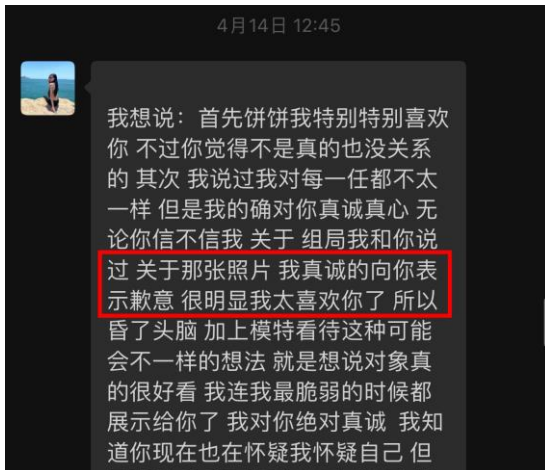 4月14日 12:45
我想说：首先饼饼我特别特别喜欢
你 不过你觉得不是真的也没关系
的 其次 我说过我对每一任都不太
一样 但是我的确对你真诚真心 无
论你信不信我 关于 组局我和你说
过 关于那张照片 我真诚的向你表
示歉意 很明显我太喜欢你了 所以
昏了头脑 加上模特看待这种可能
会不一样的想法 就是想说对象真
的很好看 我连我最脆弱的时候都
展示给你了 我对你绝对真诚 我知
道你现在也在怀疑我怀疑自己 但